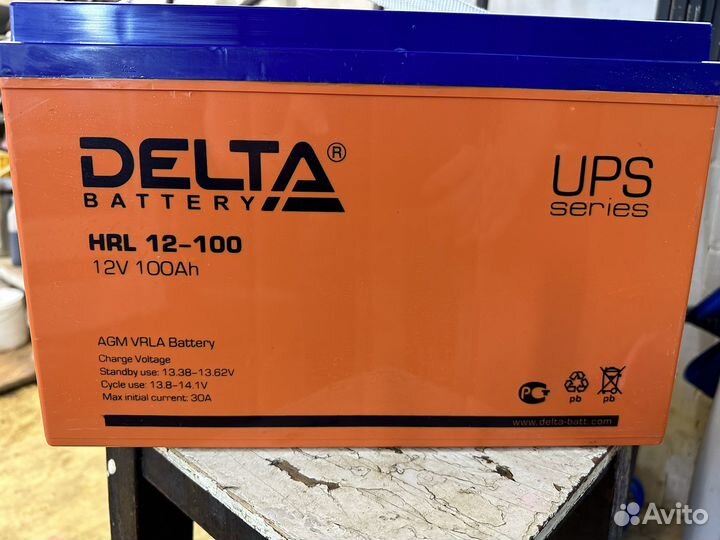 DELTA®
BATTERY
UPS
series
HRL 12-100
12V 100Ah
AGM VRLA Battery
Charge Voltage
Standby use: 13.38-13.62V
Cycle use: 13.8-14.1V
Max initial current: 30A
PC
pb
pb
www.delta-batt.com
Avito